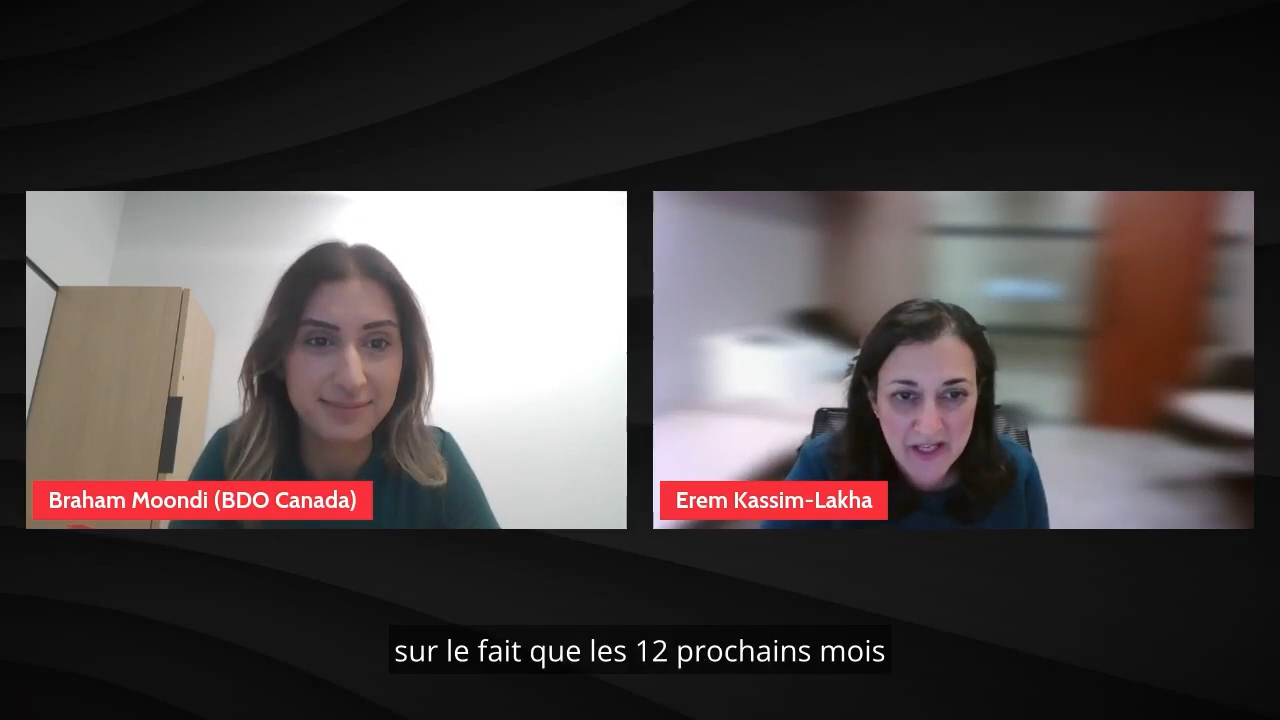 Braham Moondi (BDO Canada)
Erem Kassim-Lakha
sur le fait que les 12 prochains mois